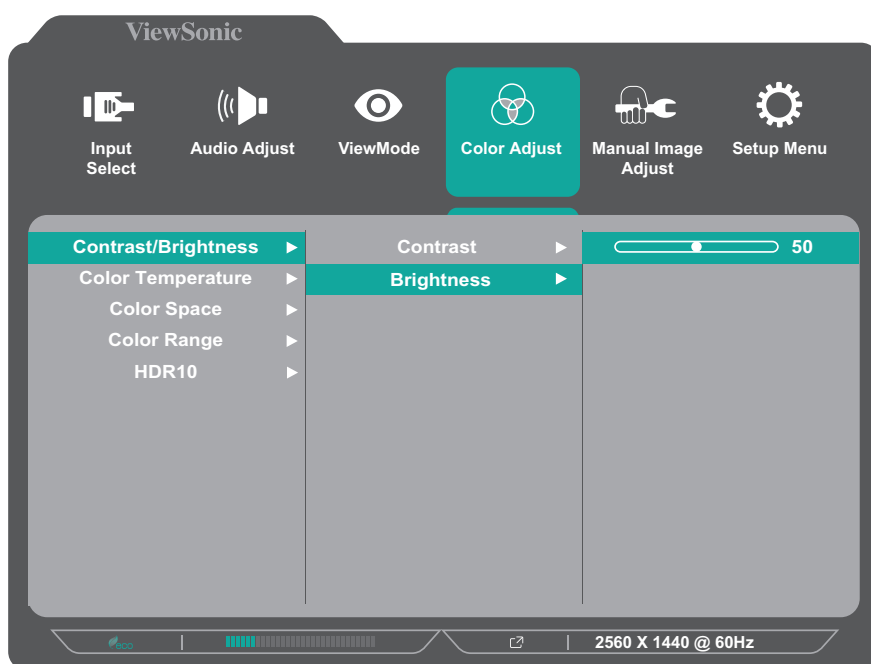 ViewSonic
Input
Select
Audio Adjust
ViewMode
Color Adjust
Manual Image
Adjust
Setup Menu
Contrast/Brightness
Contrast
50
Color Temperature
Brightness
Color Space
Color Range
HDR10
eco
2560 X 1440 @ 60Hz